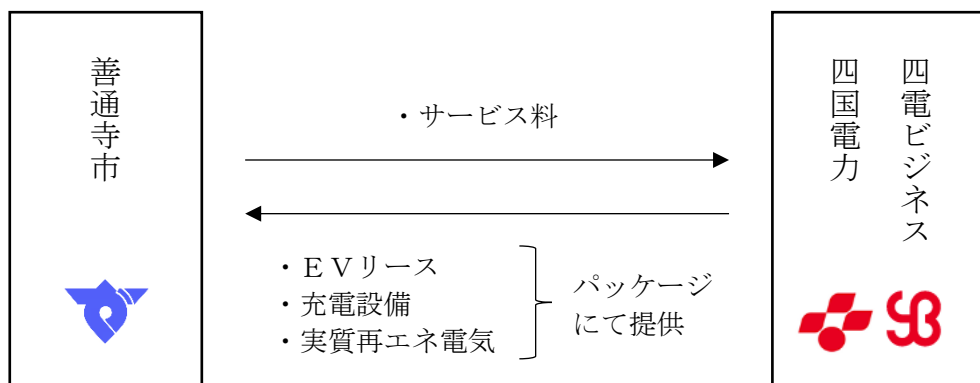 善通寺市
・サービス料
・ＥＶリース
・充電設備
・実質再エネ電気
パッケージ
にて提供
四電ビジネス
四国電力